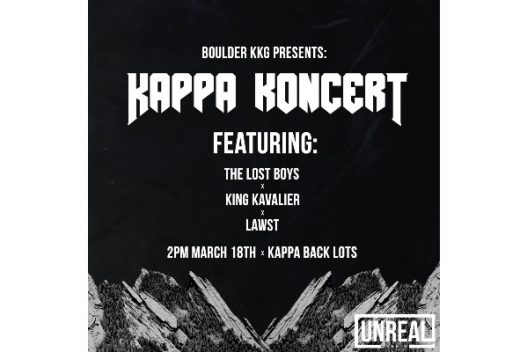 BOULDER KKG PRESENTS:
KAPPA KONCERT
FEATURING:
THE LOST BOYS
x
KING KAVALIER
x
LAWST
2PM MARCH 18TH x KAPPA BACK LOTS
UNREAL